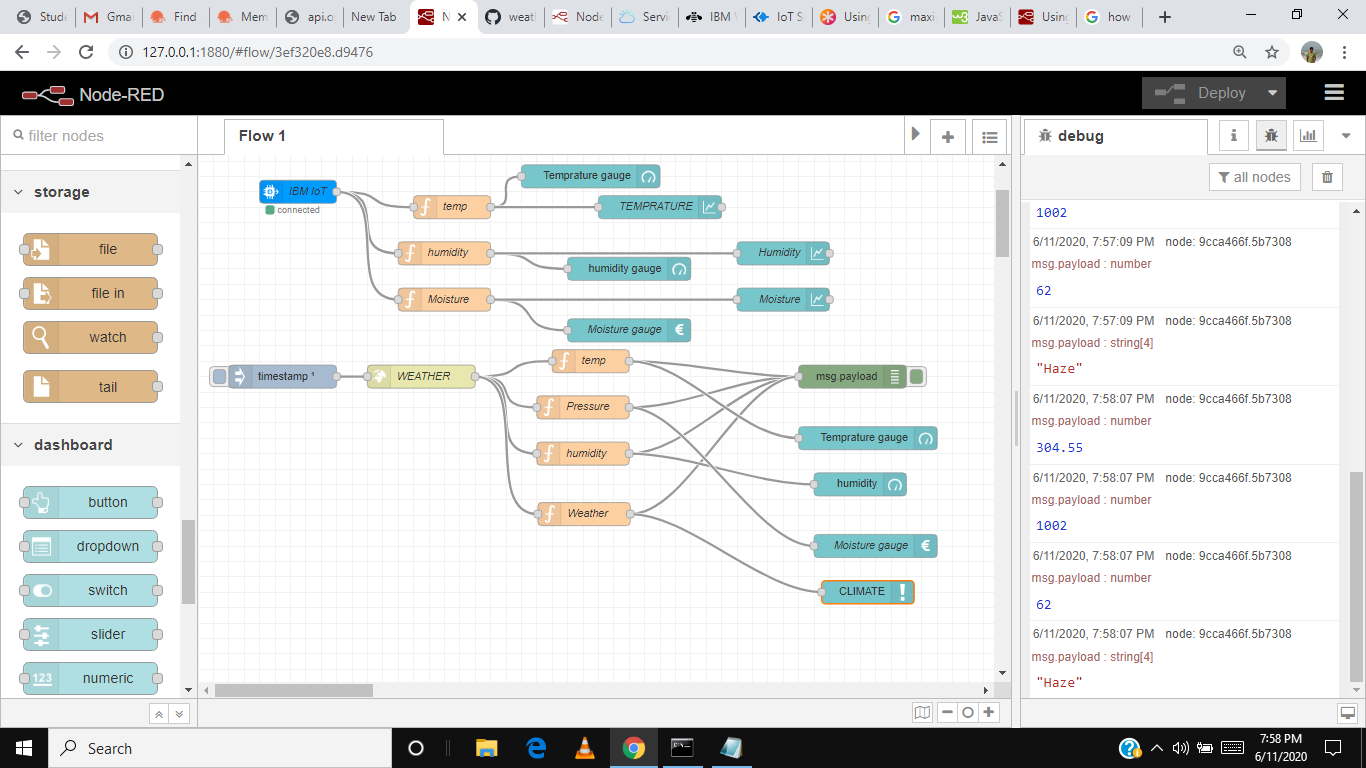 Stude
Gmai
Find
Mem
api.o
New Tab
N
weat
Node
Servi
IBM W
IoT S
Using
maxi
JavaS
Using
how
127.0.0.1:1880/#flow/3ef320e8.d9476
Node-RED
Deploy
filter nodes
Flow 1
debug
all nodes
storage
file
file in
watch
tail
dashboard
button
dropdown
switch
slider
123 numeric
IBM IoT
connected
temp
Temprature gauge
TEMPRATURE
humidity
Humidity
humidity gauge
Moisture
Moisture
Moisture gauge
timestamp ¹
WEATHER
temp
Pressure
humidity
Weather
msg.payload
Temprature gauge
humidity
Moisture gauge
CLIMATE
1002
6/11/2020, 7:57:09 PM node: 9cca466f.5b7308
msg.payload : number
62
6/11/2020, 7:57:09 PM node: 9cca466f.5b7308
msg.payload : string[4]
"Haze"
6/11/2020, 7:58:07 PM node: 9cca466f.5b7308
msg.payload : number
304.55
6/11/2020, 7:58:07 PM node: 9cca466f.5b7308
msg.payload : number
1002
6/11/2020, 7:58:07 PM node: 9cca466f.5b7308
msg.payload : number
62
6/11/2020, 7:58:07 PM node: 9cca466f.5b7308
msg.payload : string[4]
"Haze"
Search
7:58 PM
6/11/2020